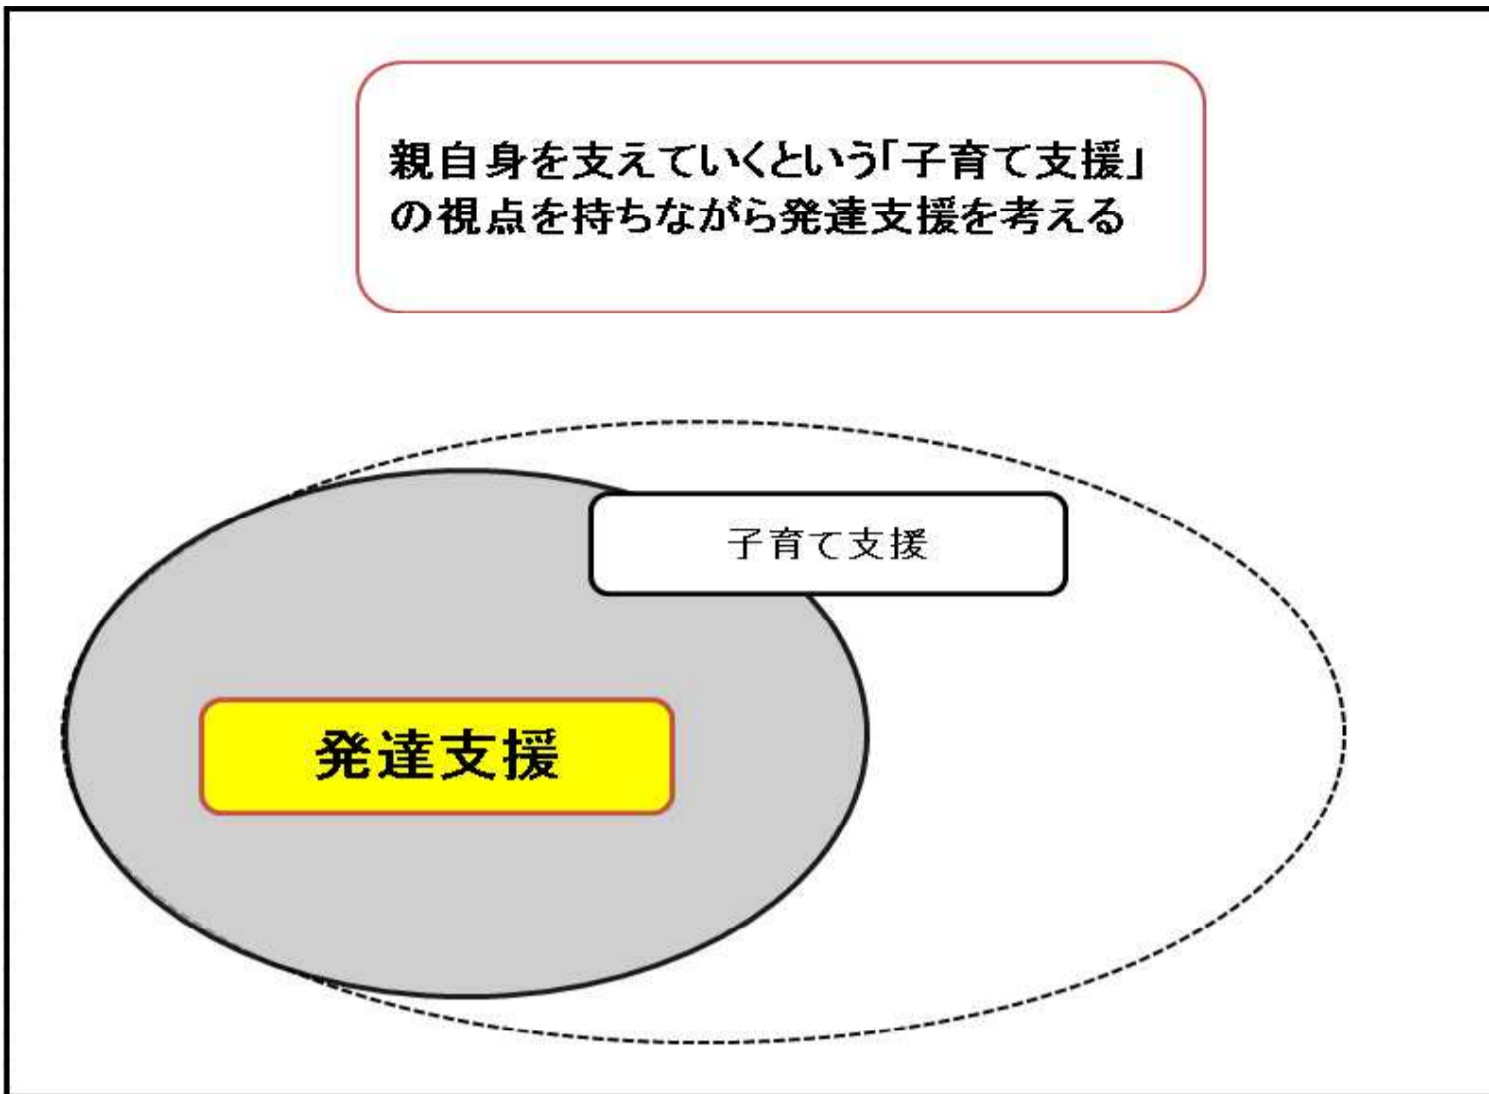 親自身を支えていくという「子育て支援」
の視点を持ちながら発達支援を考える
子育て支援
発達支援